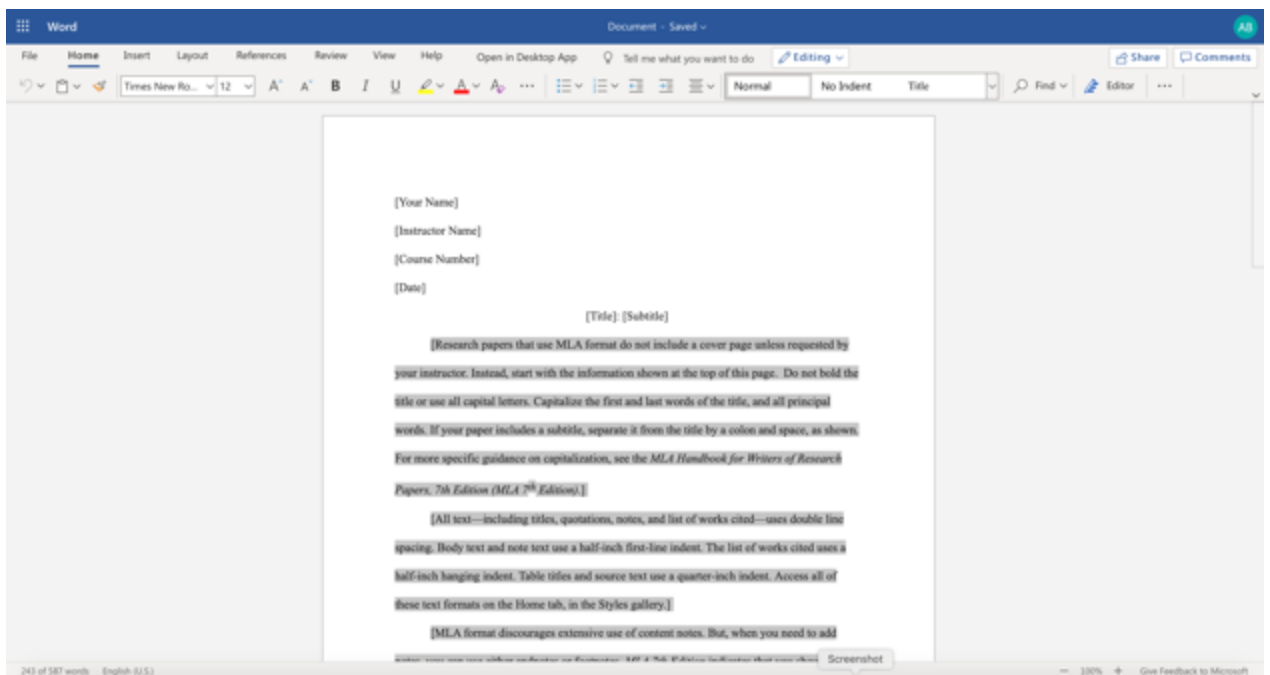 Word
Document - Saved
AB
File Home Insert Layout References Review View Help Open in Desktop App Tell me what you want to do Editing Share Comments
Times New Ro... 12 A A B I U A A ... Normal No Indent Title Find Editor ...
[Your Name]
[Instructor Name]
[Course Number]
[Date]
[Title]: [Subtitle]
[Research papers that use MLA format do not include a cover page unless requested by
your instructor. Instead, start with the information shown at the top of this page. Do not bold the
title or use all capital letters. Capitalize the first and last words of the title, and all principal
words. If your paper includes a subtitle, separate it from the title by a colon and space, as shown.
For more specific guidance on capitalization, see the MLA Handbook for Writers of Research
Papers, 7th Edition (MLA 7th Edition).]
[All text—including titles, quotations, notes, and list of works cited—uses double line
spacing. Body text and note text use a half-inch first-line indent. The list of works cited uses a
half-inch hanging indent. Table titles and source text use a quarter-inch indent. Access all of
these text formats on the Home tab, in the Styles gallery.]
[MLA format discourages extensive use of content notes. But, when you need to add
Screenshot
243 of 587 words English (U.S.) 100% Give Feedback to Microsoft